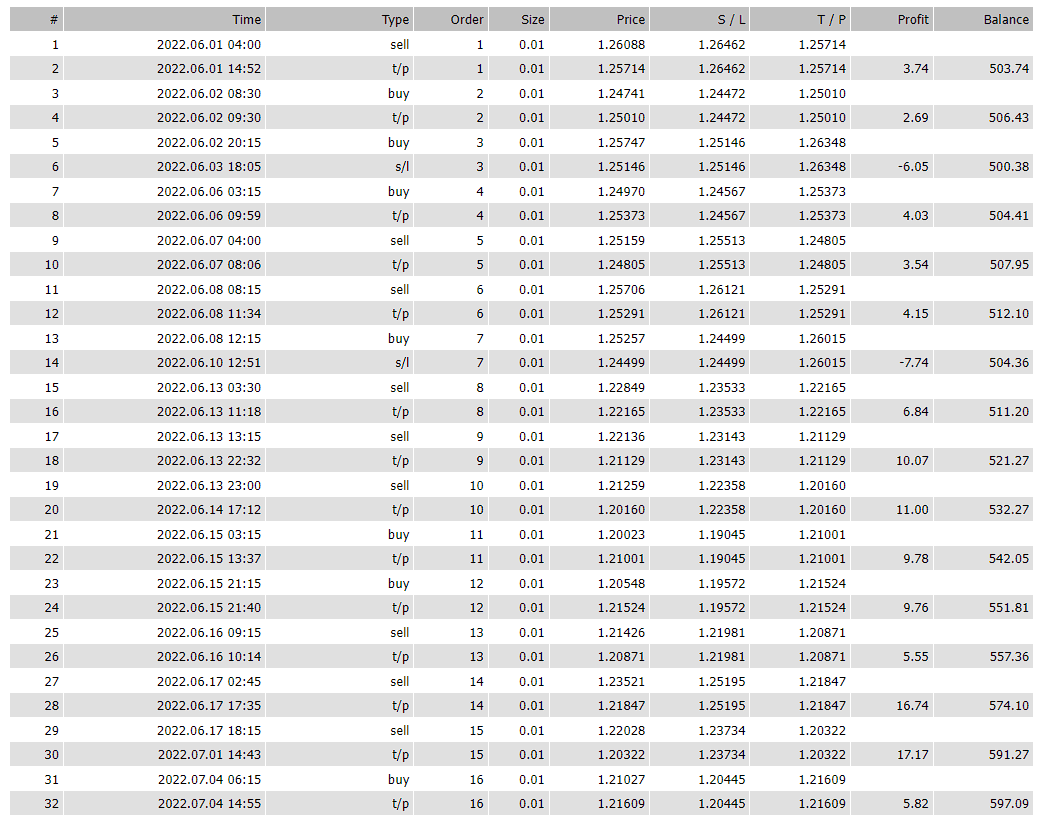 # Time Type Order Size Price S / L T / P Profit Balance
1 2022.06.01 04:00 sell 1 0.01 1.26088 1.26462 1.25714
2 2022.06.01 14:52 t/p 1 0.01 1.25714 1.26462 1.25714 3.74 503.74
3 2022.06.02 08:30 buy 2 0.01 1.24741 1.24472 1.25010
4 2022.06.02 09:30 t/p 2 0.01 1.25010 1.24472 1.25010 2.69 506.43
5 2022.06.02 20:15 buy 3 0.01 1.25747 1.25146 1.26348
6 2022.06.03 18:05 s/l 3 0.01 1.25146 1.25146 1.26348 -6.05 500.38
7 2022.06.06 03:15 buy 4 0.01 1.24970 1.24567 1.25373
8 2022.06.06 09:59 t/p 4 0.01 1.25373 1.24567 1.25373 4.03 504.41
9 2022.06.07 04:00 sell 5 0.01 1.25159 1.25513 1.24805
10 2022.06.07 08:06 t/p 5 0.01 1.24805 1.25513 1.24805 3.54 507.95
11 2022.06.08 08:15 sell 6 0.01 1.25706 1.26121 1.25291
12 2022.06.08 11:34 t/p 6 0.01 1.25291 1.26121 1.25291 4.15 512.10
13 2022.06.08 12:15 buy 7 0.01 1.25257 1.24499 1.26015
14 2022.06.10 12:51 s/l 7 0.01 1.24499 1.24499 1.26015 -7.74 504.36
15 2022.06.13 03:30 sell 8 0.01 1.22849 1.23533 1.22165
16 2022.06.13 11:18 t/p 8 0.01 1.22165 1.23533 1.22165 6.84 511.20
17 2022.06.13 13:15 sell 9 0.01 1.22136 1.23143 1.21129
18 2022.06.13 22:32 t/p 9 0.01 1.21129 1.23143 1.21129 10.07 521.27
19 2022.06.13 23:00 sell 10 0.01 1.21259 1.22358 1.20160
20 2022.06.14 17:12 t/p 10 0.01 1.20160 1.22358 1.20160 11.00 532.27
21 2022.06.15 03:15 buy 11 0.01 1.20023 1.19045 1.21001
22 2022.06.15 13:37 t/p 11 0.01 1.21001 1.19045 1.21001 9.78 542.05
23 2022.06.15 21:15 buy 12 0.01 1.20548 1.19572 1.21524
24 2022.06.15 21:40 t/p 12 0.01 1.21524 1.19572 1.21524 9.76 551.81
25 2022.06.16 09:15 sell 13 0.01 1.21426 1.21981 1.20871
26 2022.06.16 10:14 t/p 13 0.01 1.20871 1.21981 1.20871 5.55 557.36
27 2022.06.17 02:45 sell 14 0.01 1.23521 1.25195 1.21847
28 2022.06.17 17:35 t/p 14 0.01 1.21847 1.25195 1.21847 16.74 574.10
29 2022.06.17 18:15 sell 15 0.01 1.22028 1.23734 1.20322
30 2022.07.01 14:43 t/p 15 0.01 1.20322 1.23734 1.20322 17.17 591.27
31 2022.07.04 06:15 buy 16 0.01 1.21027 1.20445 1.21609
32 2022.07.04 14:55 t/p 16 0.01 1.21609 1.20445 1.21609 5.82 597.09